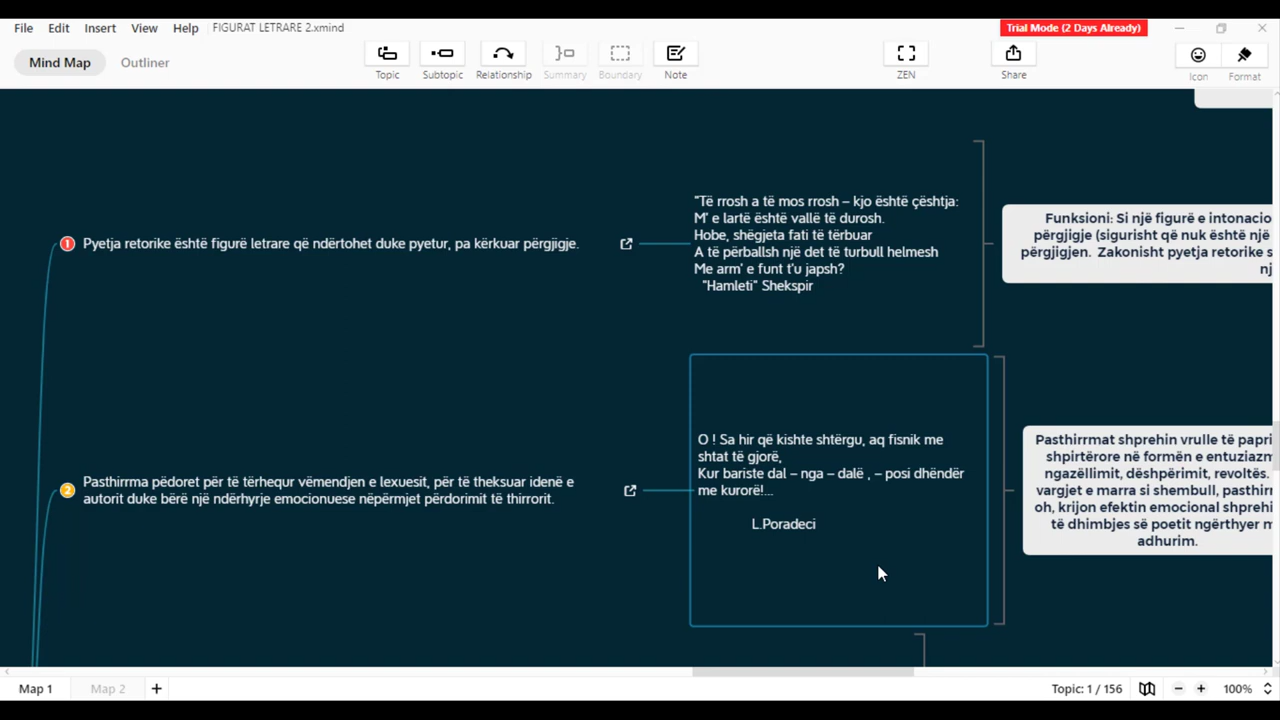 File Edit Insert View Help FIGURAT LETRARE 2.xmind
Trial Mode (2 Days Already)
Mind Map Outliner
Topic Subtopic Relationship Summary Boundary Note ZEN Share Icon Format
1 Pyetja retorike është figurë letrare që ndërtohet duke pyetur, pa kërkuar përgjigje.
"Të rrosh a të mos rrosh – kjo është çështja:
M' e lartë është vallë të durosh.
Hobe, shëgjeta fati të tërbuar
A të përballsh një det të turbull helmesh
Me arm' e funt t'u japsh?
"Hamleti" Shekspir
Funksioni: Si një figurë e intonacio
përgjigje (sigurisht që nuk është një
përgjigjen. Zakonisht pyetja retorike s
nj
2 Pasthirrma pëdoret për të tërhequr vëmendjen e lexuesit, për të theksuar idenë e
autorit duke bërë një ndërhyrje emocionuese nëpërmjet përdorimit të thirrorit.
O ! Sa hir që kishte shtërgu, aq fisnik me
shtat të gjorë,
Kur bariste dal – nga – dalë , – posi dhëndër
me kurorë!...
L.Poradeci
Pasthirrmat shprehin vrulle të papri
shpirtërore në formën e entuziazm
ngazëllimit, dëshpërimit, revoltës.
vargjet e marra si shembull, pasthirr
oh, krijon efektin emocional shprehi
të dhimbjes së poetit ngërthyer m
adhurim.
Map 1 Map 2
Topic: 1 / 156 100%